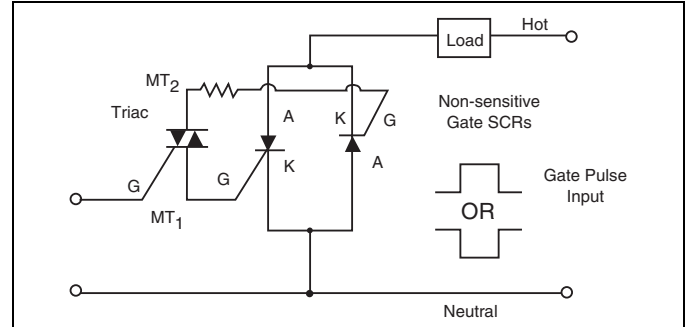 Hot
Load
MT2
Non-sensitive
Gate SCRs
Triac
A
K
G
A
K
G
G
MT1
Gate Pulse
Input
OR
Neutral